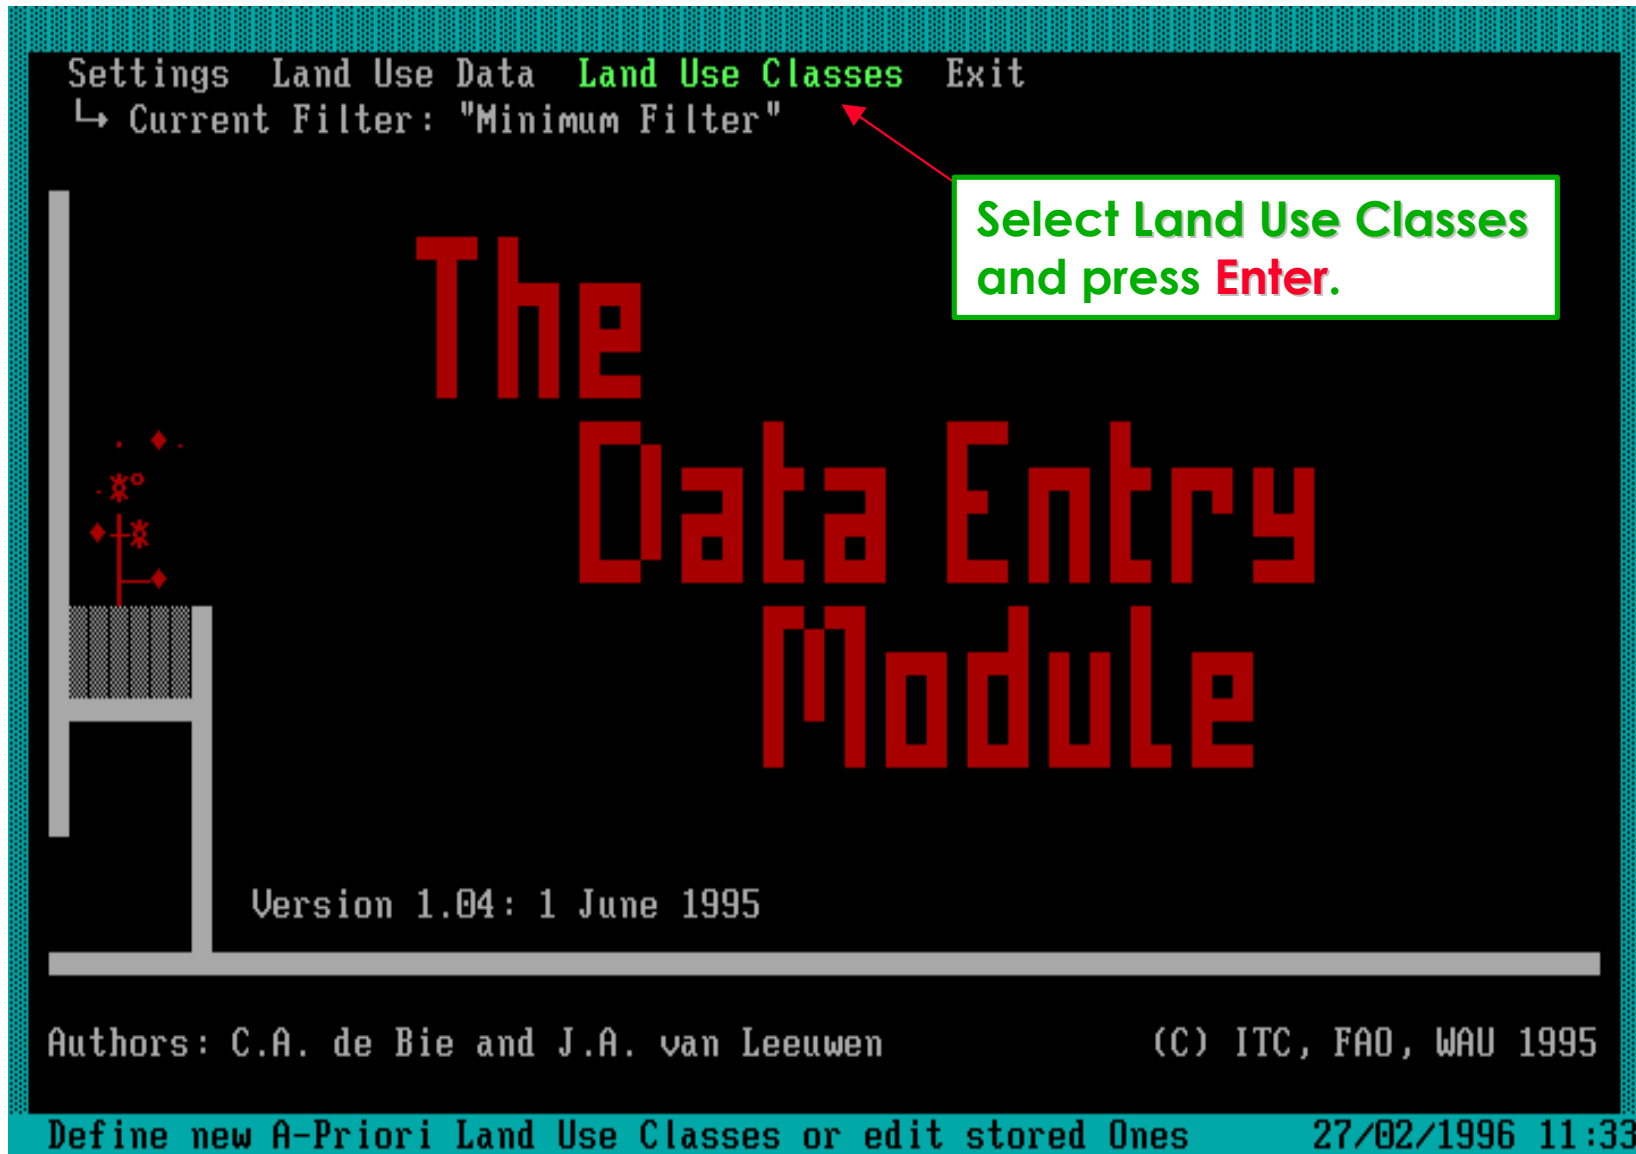 Settings  Land Use Data  Land Use Classes  Exit
↳ Current Filter: "Minimum Filter"
Select Land Use Classes
and press Enter.
The
Data Entry
Module
Version 1.04: 1 June 1995
Authors: C.A. de Bie and J.A. van Leeuwen (C) ITC, FAO, WAU 1995
Define new A-Priori Land Use Classes or edit stored Ones 27/02/1996 11:33